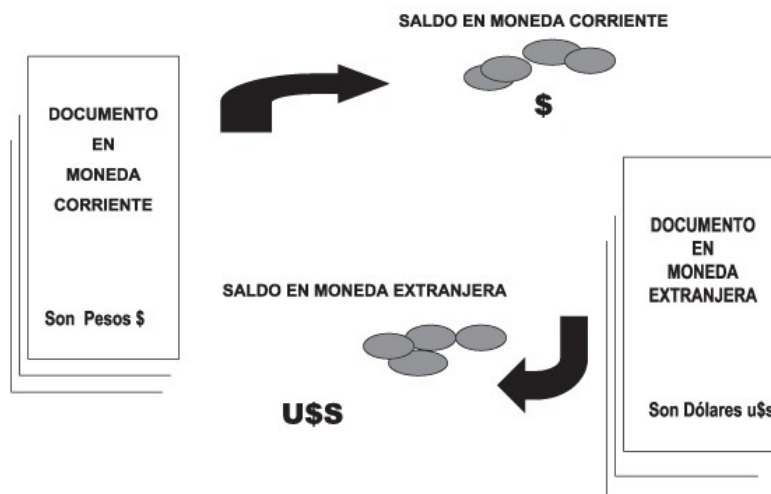 SALDO EN MONEDA CORRIENTE
$
DOCUMENTO
EN
MONEDA
CORRIENTE
Son Pesos $
DOCUMENTO
EN
MONEDA
EXTRANJERA
Son Dólares u$s
SALDO EN MONEDA EXTRANJERA
U$S